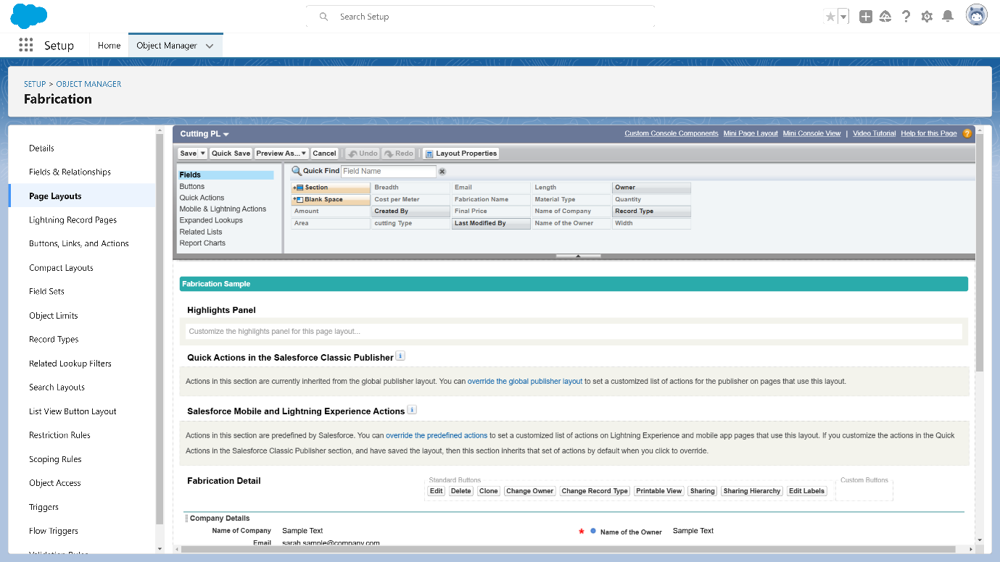 Search Setup
Setup
Home
Object Manager
SETUP > OBJECT MANAGER
Fabrication
Details
Fields & Relationships
Page Layouts
Lightning Record Pages
Buttons, Links, and Actions
Compact Layouts
Field Sets
Object Limits
Record Types
Related Lookup Filters
Search Layouts
List View Button Layout
Restriction Rules
Scoping Rules
Object Access
Triggers
Flow Triggers
Validation Rules
Cutting PL
Custom Console Components Mini Page Layout Mini Console View | Video Tutorial Help for this Page ?
Save Quick Save Preview As... Cancel Undo Redo Layout Properties
Fields
Buttons
Quick Actions
Mobile & Lightning Actions
Expanded Lookups
Related Lists
Report Charts
Quick Find Field Name
Section Breadth Email Length Owner
Blank Space Cost per Meter Fabrication Name Material Type Quantity
Amount Created By Final Price Name of Company Record Type
Area cutting Type Last Modified By Name of the Owner Width
Fabrication Sample
Highlights Panel
Customize the highlights panel for this page layout...
Quick Actions in the Salesforce Classic Publisher i
Actions in this section are currently inherited from the global publisher layout. You can override the global publisher layout to set a customized list of actions for the publisher on pages that use this layout.
Salesforce Mobile and Lightning Experience Actions i
Actions in this section are predefined by Salesforce. You can override the predefined actions to set a customized list of actions on Lightning Experience and mobile app pages that use this layout. If you customize the actions in the Quick
Actions in the Salesforce Classic Publisher section, and have saved the layout, then this section inherits that set of actions by default when you click to override.
Fabrication Detail
Standard Buttons
Edit Delete Clone Change Owner Change Record Type Printable View Sharing Sharing Hierarchy Edit Labels
Custom Buttons
Company Details
Name of Company Sample Text
* Name of the Owner Sample Text
Email sarah.sample@company.com